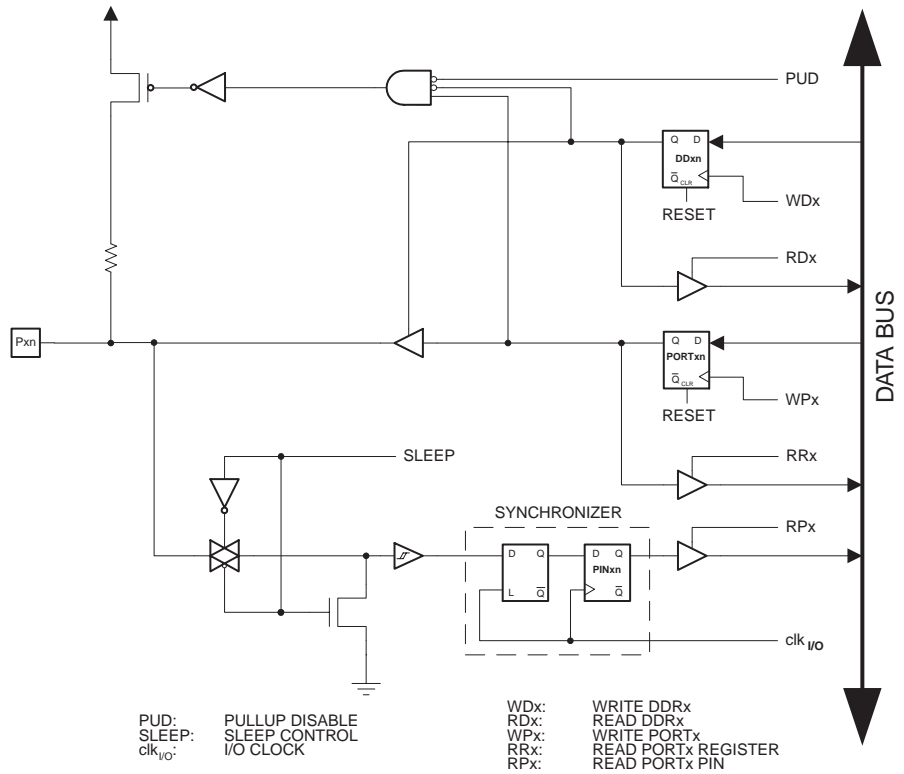 PUD
Q D
DDxn
Q CLR
WDx
RESET
RDx
DATA BUS
Pxn
Q D
PORTxn
Q CLR
WPx
RESET
SLEEP
RRx
SYNCHRONIZER
RPx
D Q
L Q
D Q
PINxn
Q
clk I/O
PUD: PULLUP DISABLE
SLEEP: SLEEP CONTROL
clkI/O: I/O CLOCK
WDx: WRITE DDRx
RDx: READ DDRx
WPx: WRITE PORTx
RRx: READ PORTx REGISTER
RPx: READ PORTx PIN